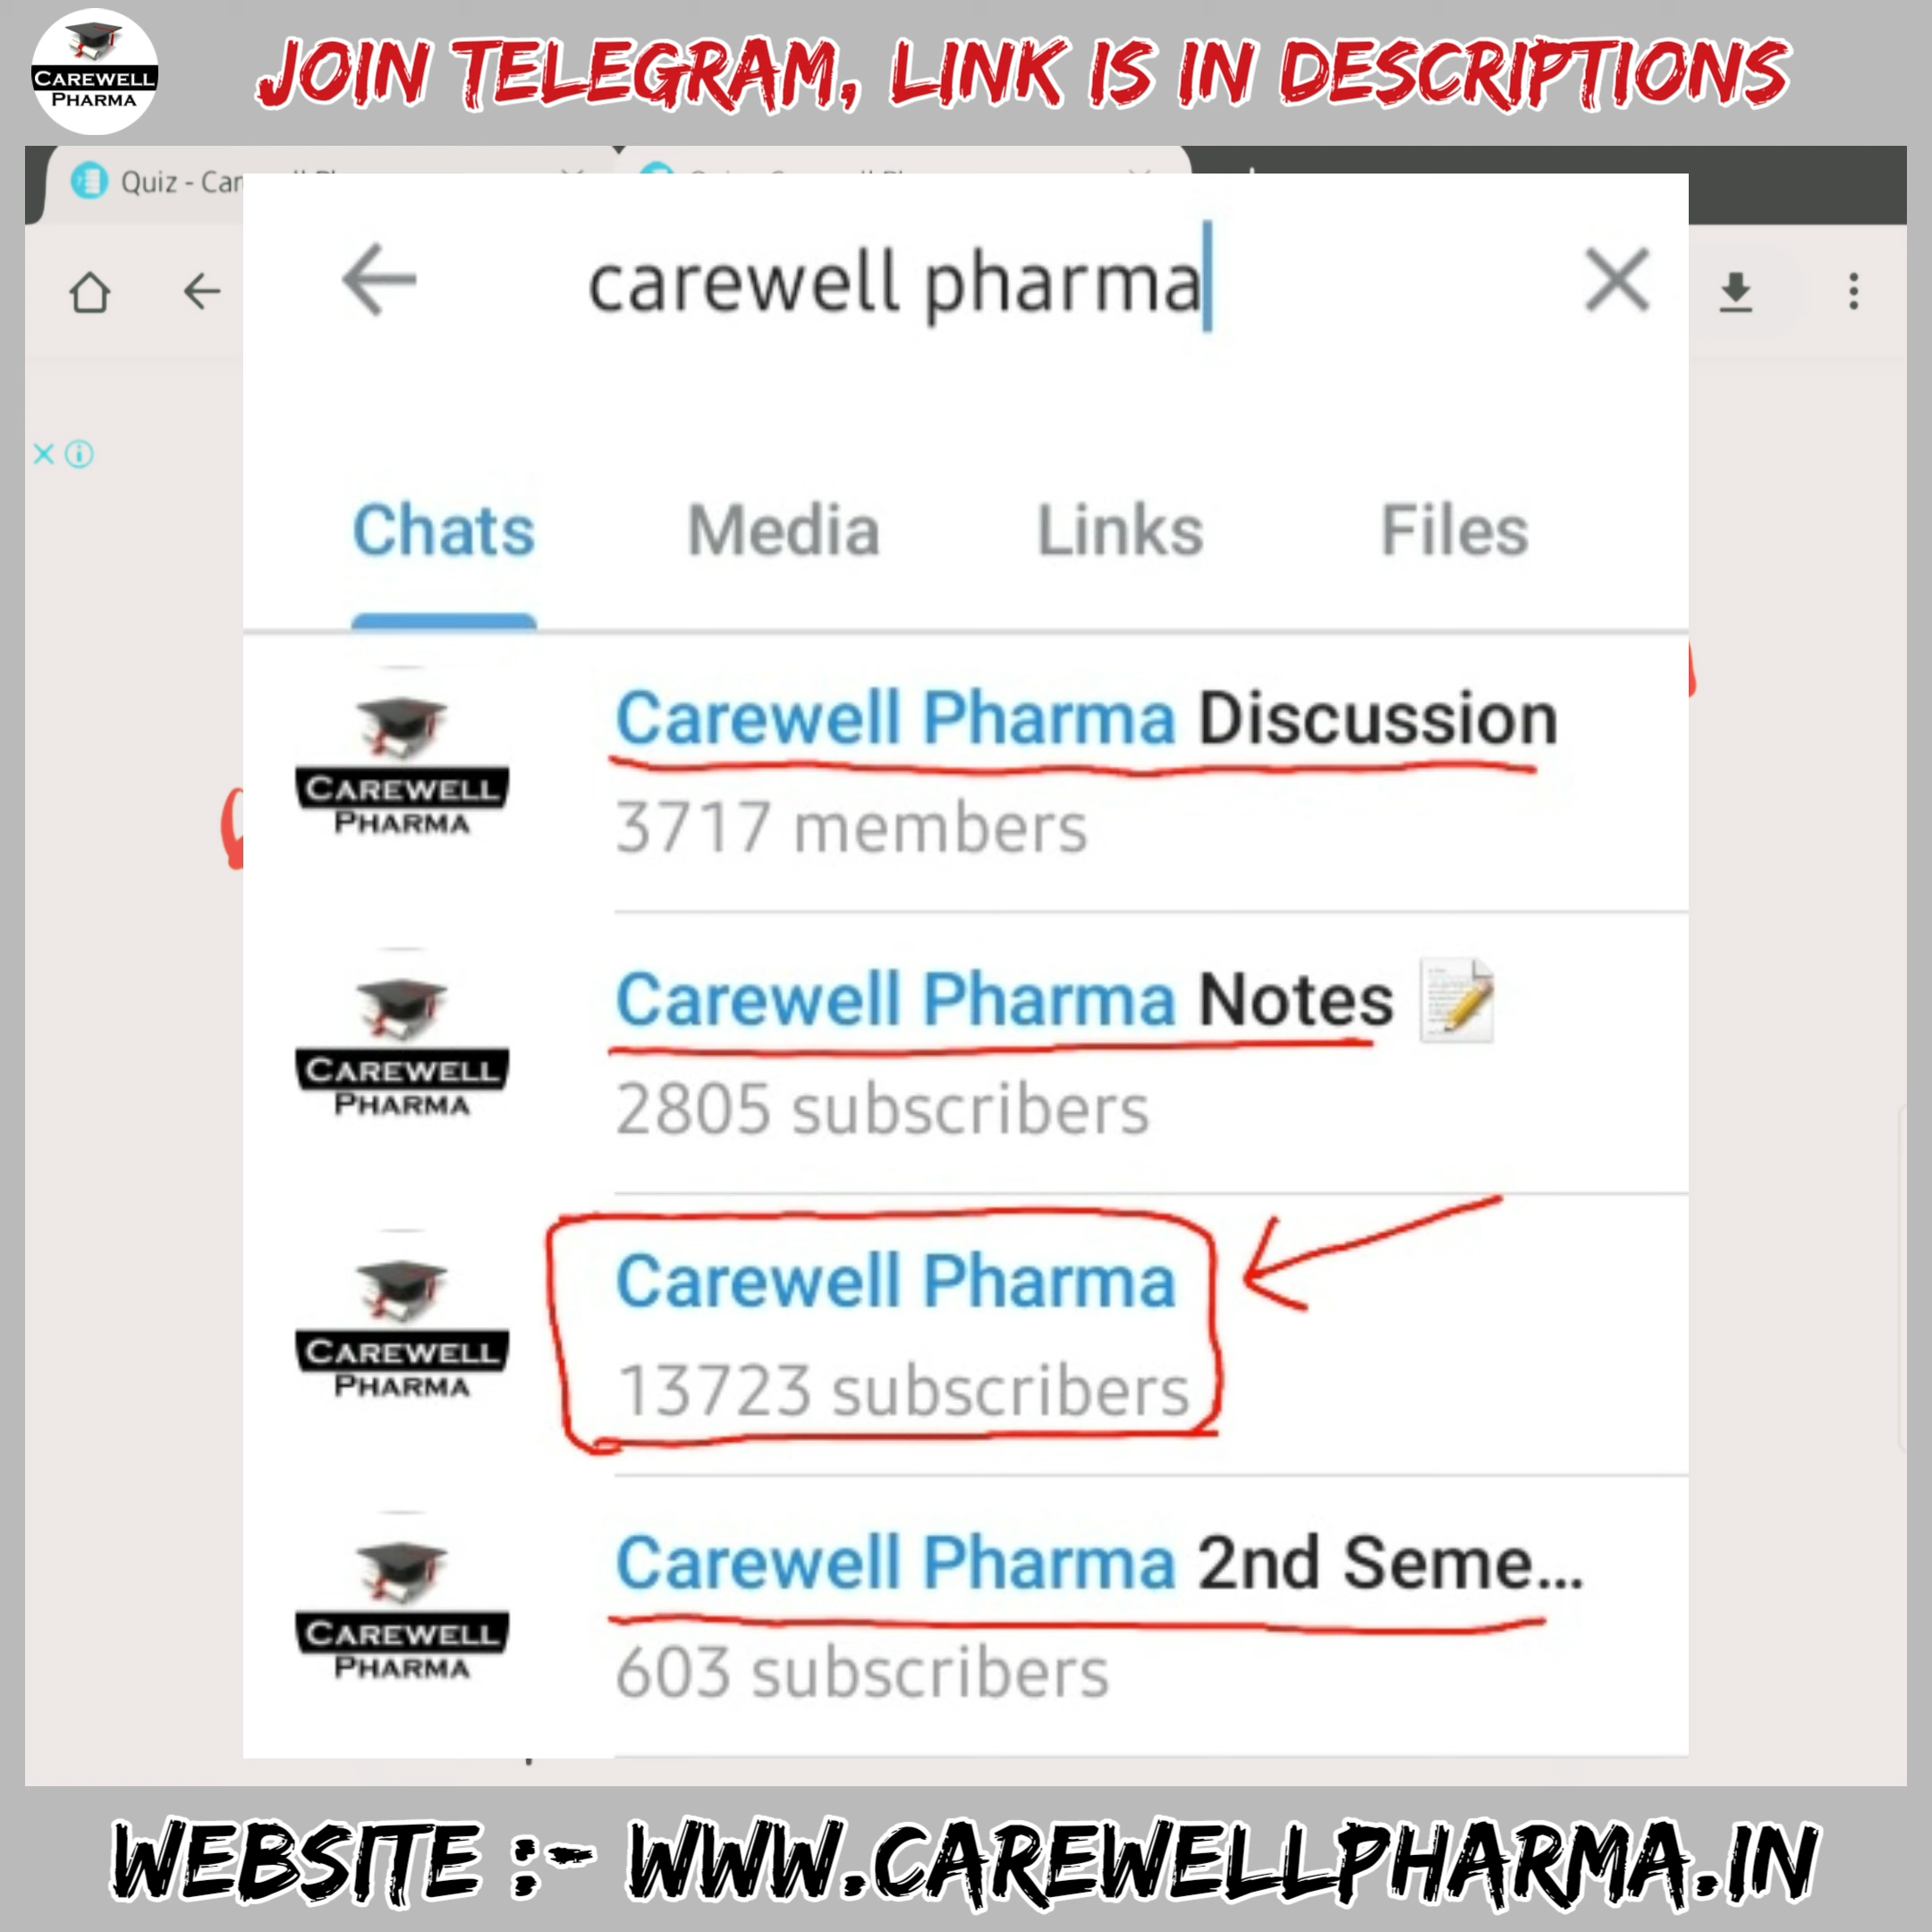 CAREWELL
PHARMA
JOIN TELEGRAM, LINK IS IN DESCRIPTIONS
Quiz - Car
carewell pharma
Chats Media Links Files
CAREWELL
PHARMA
Carewell Pharma Discussion
3717 members
CAREWELL
PHARMA
Carewell Pharma Notes
2805 subscribers
CAREWELL
PHARMA
Carewell Pharma
13723 subscribers
CAREWELL
PHARMA
Carewell Pharma 2nd Seme...
603 subscribers
WEBSITE :- WWW.CAREWELLPHARMA.IN